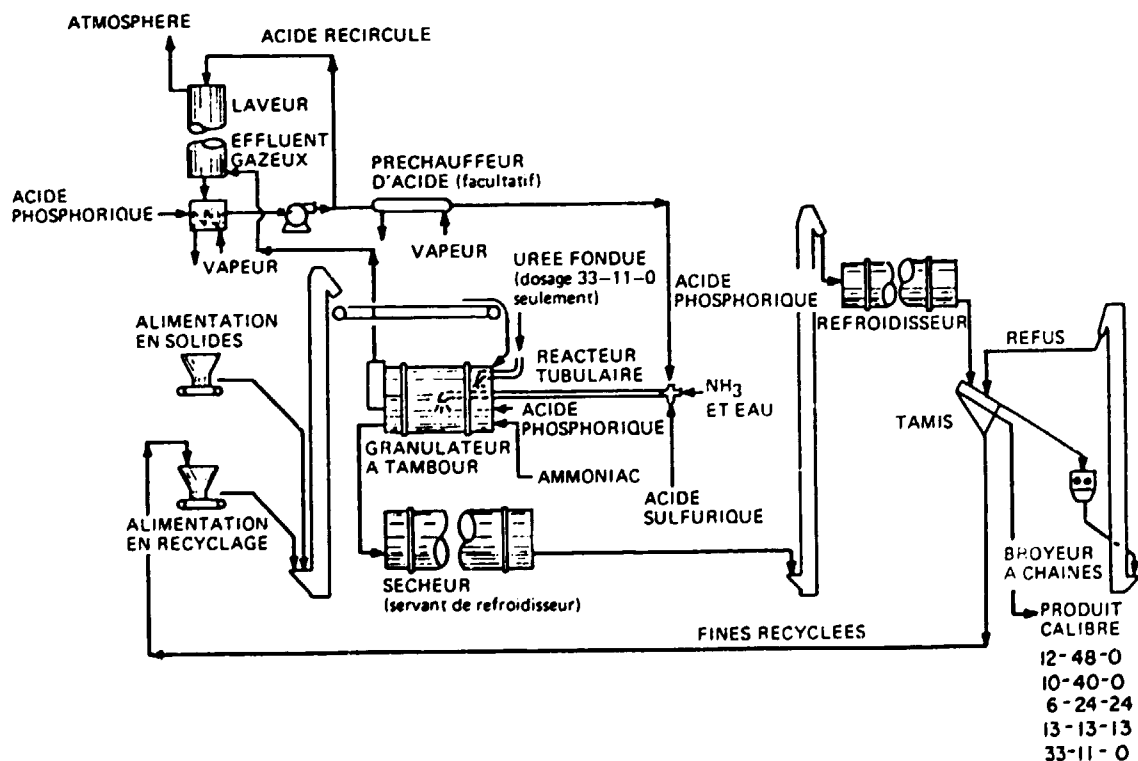 ATMOSPHERE
ACIDE RECIRCULE
LAVEUR
EFFLUENT
GAZEUX
PRECHAUFFEUR
D'ACIDE (facultatif)
ACIDE
PHOSPHORIQUE
VAPEUR
VAPEUR
UREE FONDUE
(dosage 33-11-0
seulement)
ACIDE
PHOSPHORIQUE
REFROIDISSEUR
REFUS
ALIMENTATION
EN SOLIDES
REACTEUR
TUBULAIRE
NH3
ET EAU
TAMIS
ACIDE
PHOSPHORIQUE
GRANULATEUR
A TAMBOUR
AMMONIAC
ACIDE
SULFURIQUE
ALIMENTATION
EN RECYCLAGE
SECHEUR
(servant de refroidisseur)
BROYEUR
A CHAINES
FINES RECYCLEES
PRODUIT
CALIBRE
12-48-0
10-40-0
6-24-24
13-13-13
33-11-0